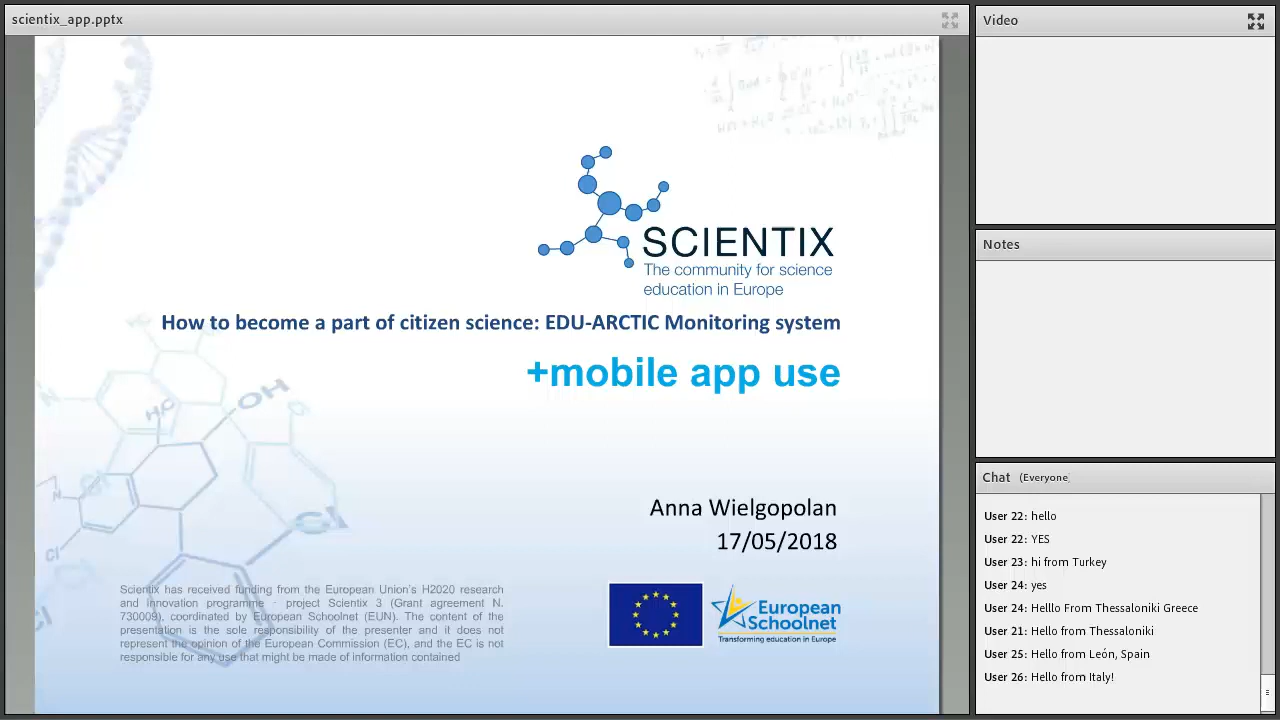 scientix_app.pptx
SCIENTIX
The community for science
education in Europe
How to become a part of citizen science: EDU-ARCTIC Monitoring system
+mobile app use
OH
Anna Wielgopolan
17/05/2018
Scientix has received funding from the European Union's H2020 research
and innovation programme - project Scientix 3 (Grant agreement N.
730009), coordinated by European Schoolnet (EUN). The content of the
presentation is the sole responsibility of the presenter and it does not
represent the opinion of the European Commission (EC), and the EC is not
responsible for any use that might be made of information contained
European
Schoolnet
Transforming education in Europe
Video
Notes
Chat (Everyone)
User 22: hello
User 22: YES
User 23: hi from Turkey
User 24: yes
User 24: Helllo From Thessaloniki Greece
User 21: Hello from Thessaloniki
User 25: Hello from León, Spain
User 26: Hello from Italy!